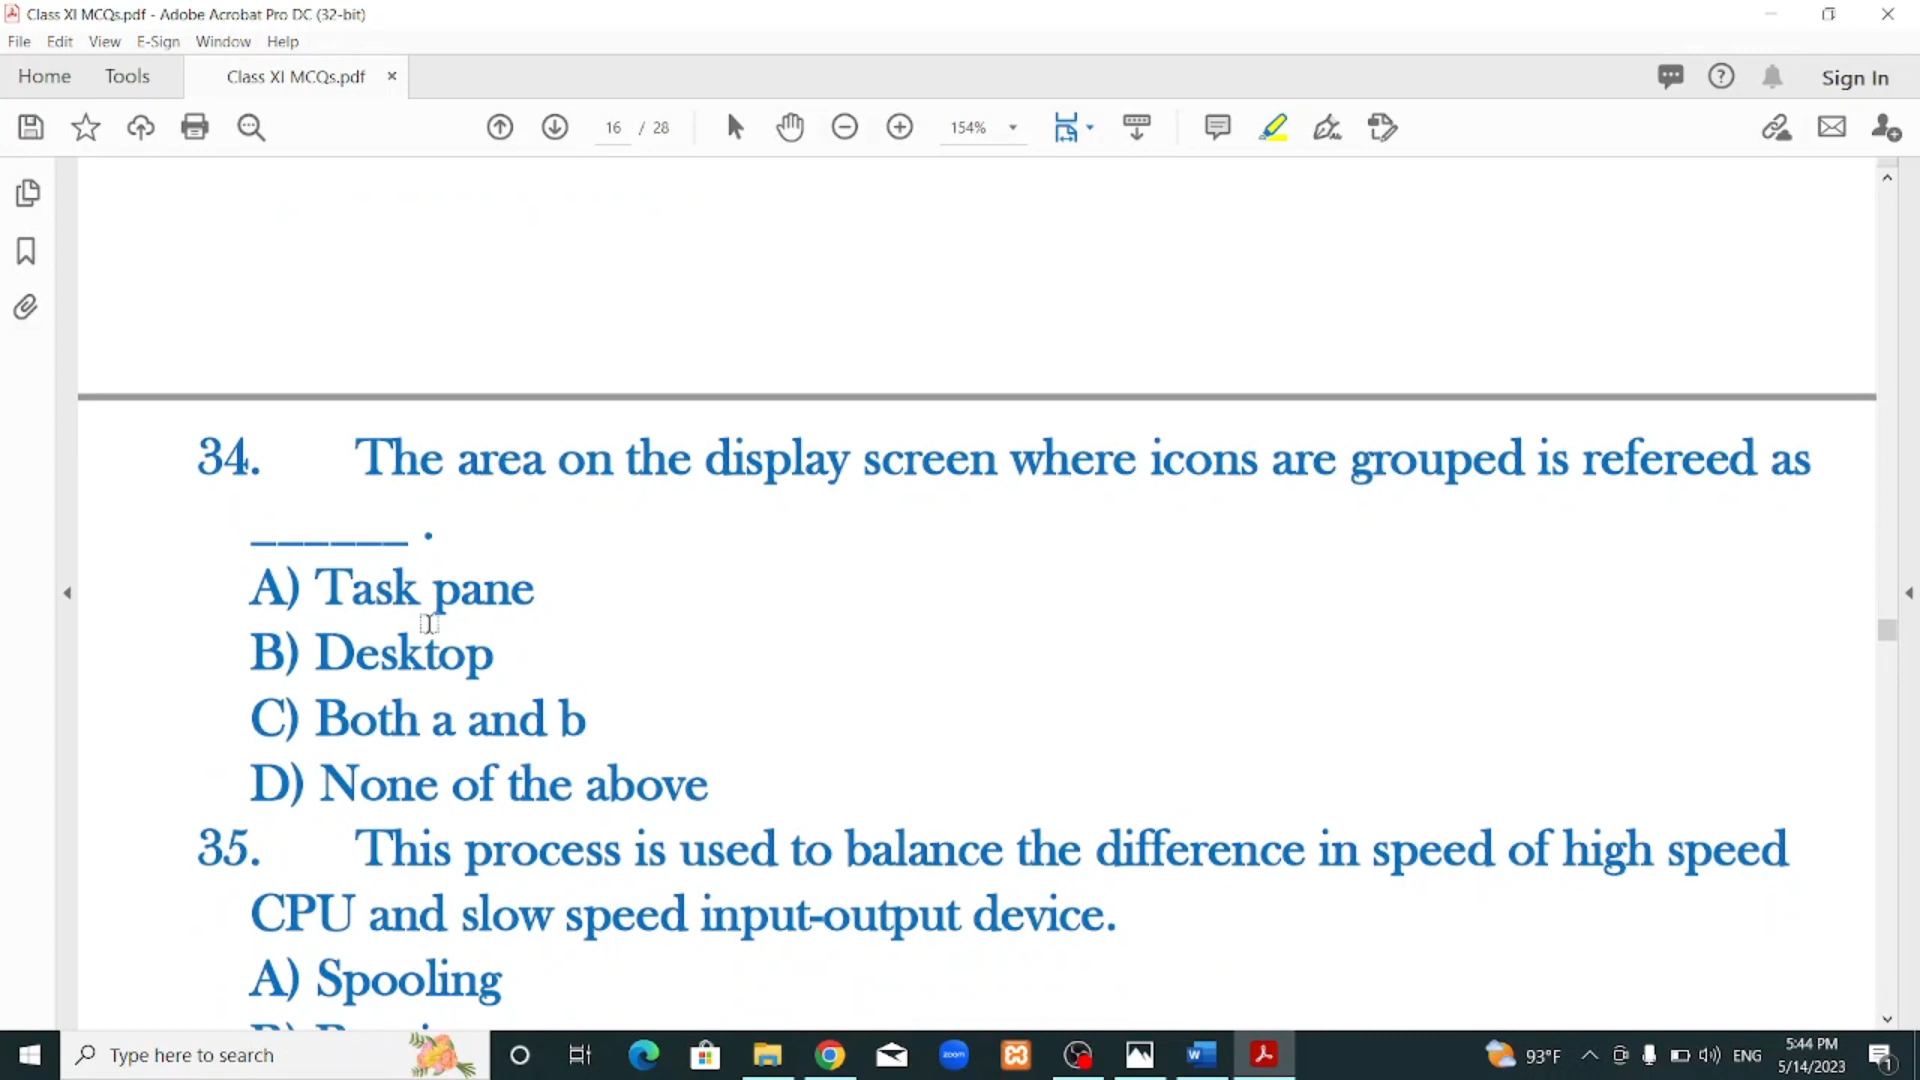 Class XI MCQs.pdf - Adobe Acrobat Pro DC (32-bit)
File Edit View E-Sign Window Help
Home Tools Class XI MCQs.pdf × Sign In
16 / 28 154%
34. The area on the display screen where icons are grouped is refereed as
______ .
A) Task pane
B) Desktop
C) Both a and b
D) None of the above
35. This process is used to balance the difference in speed of high speed
CPU and slow speed input-output device.
A) Spooling
Type here to search zoom 93°F ENG 5:44 PM
5/14/2023 1